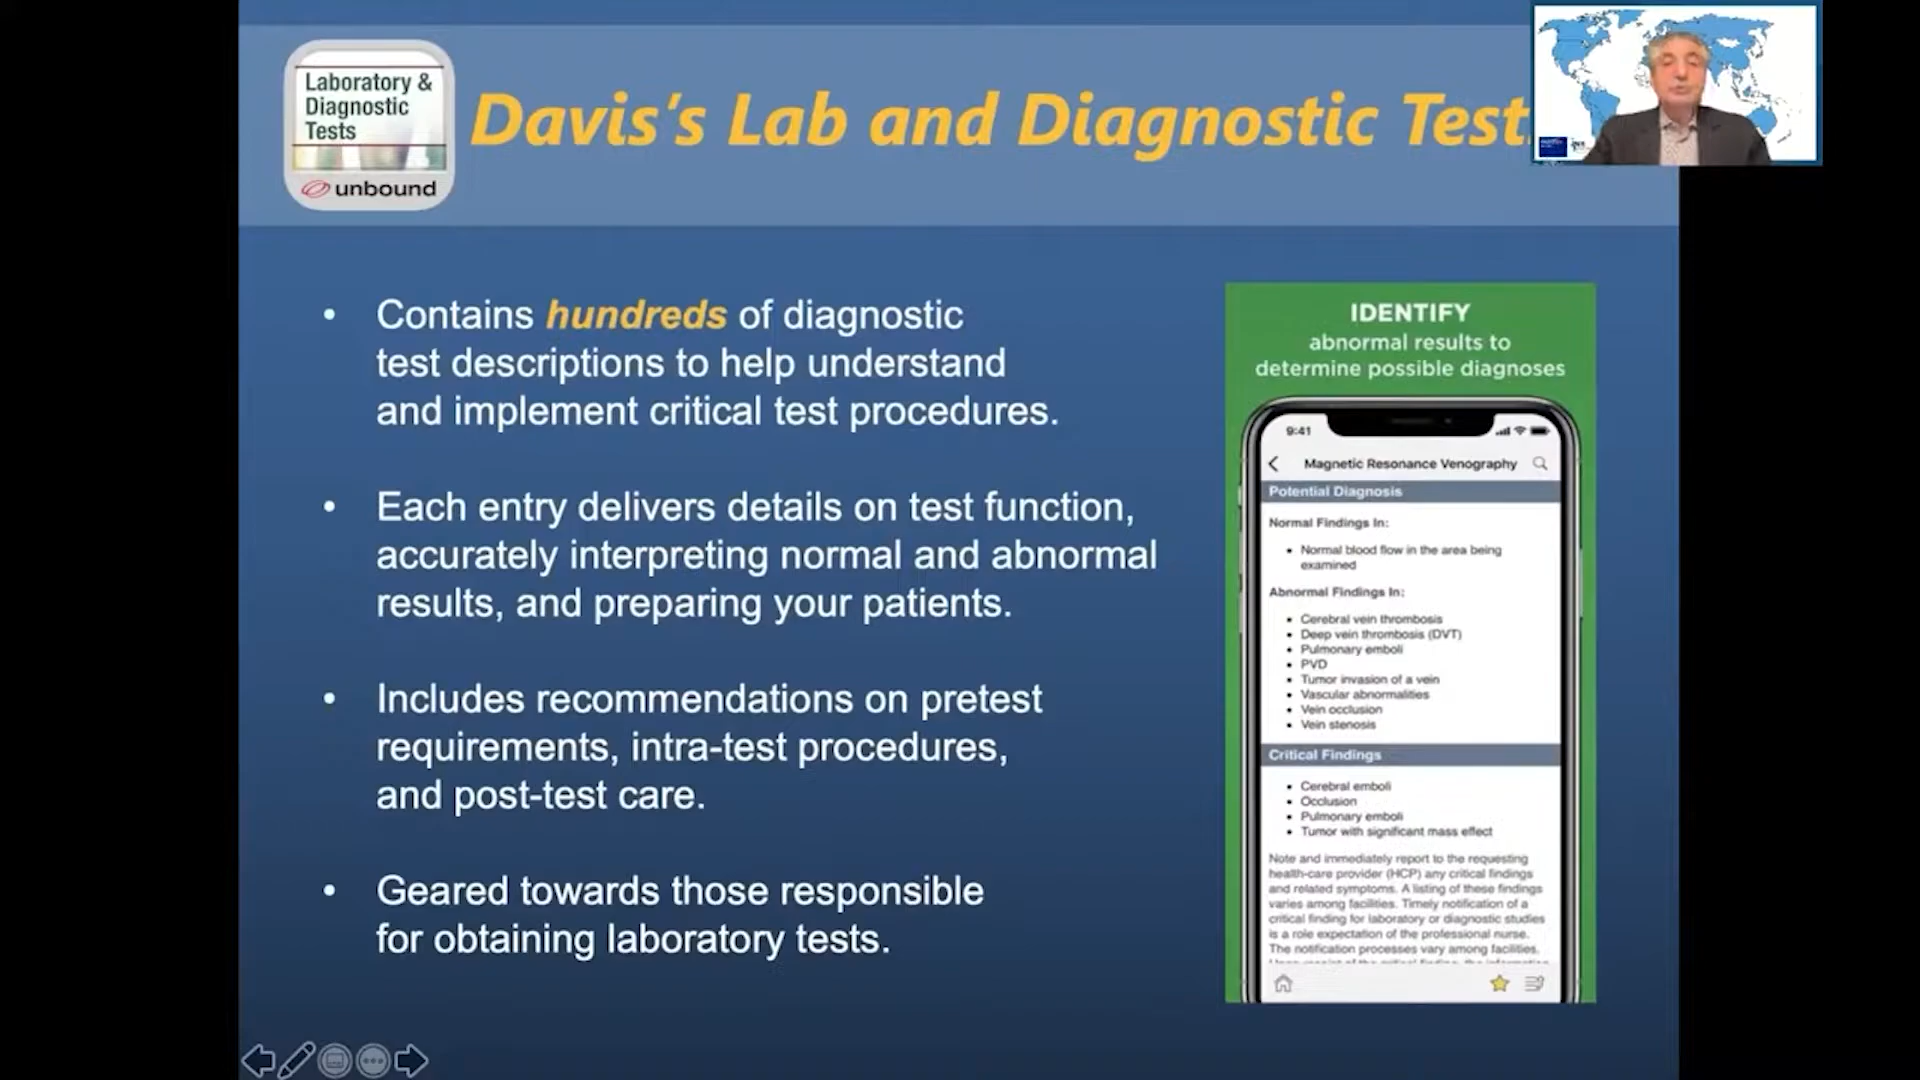 Laboratory &
Diagnostic
Tests
unbound
Davis's Lab and Diagnostic Test
• Contains hundreds of diagnostic
test descriptions to help understand
and implement critical test procedures.
• Each entry delivers details on test function,
accurately interpreting normal and abnormal
results, and preparing your patients.
• Includes recommendations on pretest
requirements, intra-test procedures,
and post-test care.
• Geared towards those responsible
for obtaining laboratory tests.
IDENTIFY
abnormal results to
determine possible diagnoses
9:41
Magnetic Resonance Venography
Potential Diagnosis
Normal Findings In:
• Normal blood flow in the area being
examined
Abnormal Findings In:
• Cerebral vein thrombosis
• Deep vein thrombosis (DVT)
• Pulmonary emboli
• PVD
• Tumor invasion of a vein
• Vascular abnormalities
• Vein occlusion
• Vein stenosis
Critical Findings
• Cerebral emboli
• Occlusion
• Pulmonary emboli
• Tumor with significant mass effect
Note and immediately report to the requesting
health-care provider (HCP) any critical findings
and related symptoms. A listing of these findings
varies among facilities. Timely notification of a
critical finding for laboratory or diagnostic studies
is a role expectation of the professional nurse.
The notification processes vary among facilities.